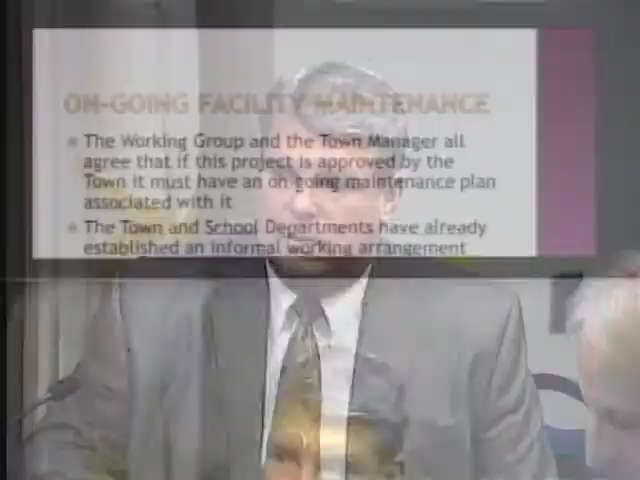 ON-GOING FACILITY MAINTENANCE
The Working Group and the Town Manager all
agree that if this project is approved by the
Town it must have an on-going maintenance plan
associated with it
The Town and School Departments have already
established an informal working arrangement